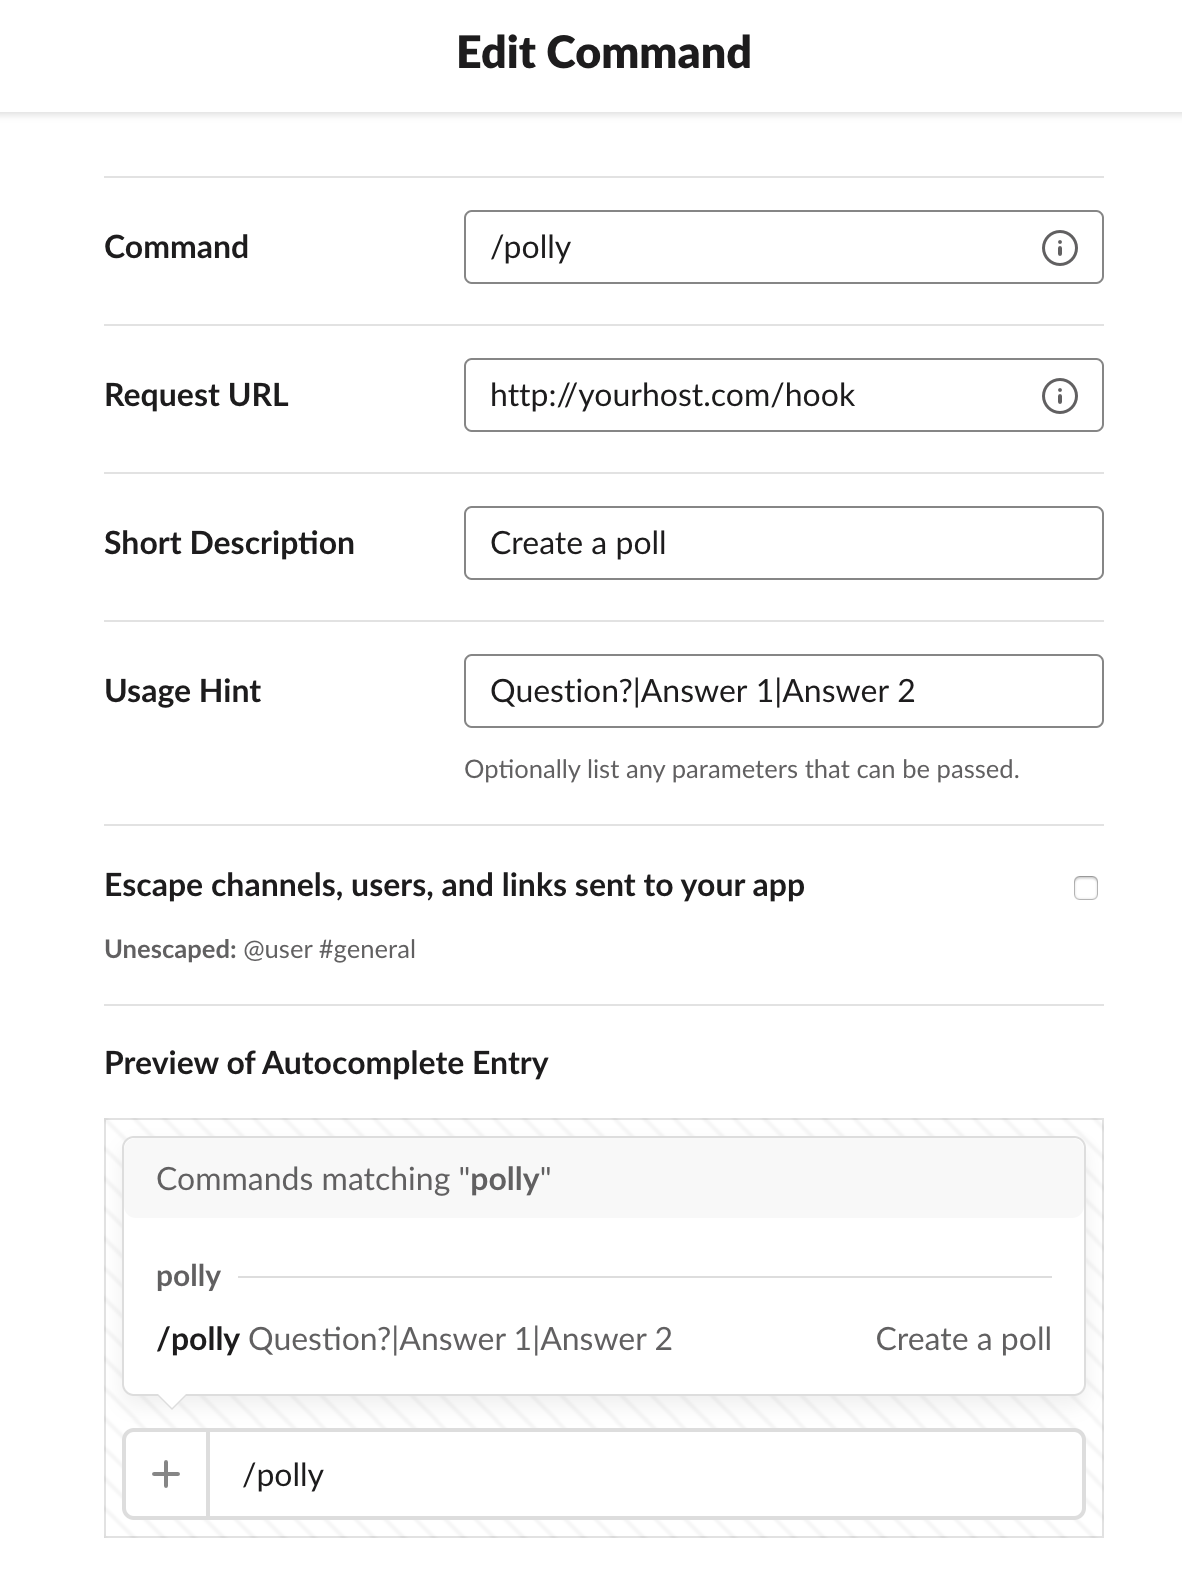 Edit Command
Command
/polly
Request URL
http://yourhost.com/hook
Short Description
Create a poll
Usage Hint
Question?|Answer 1|Answer 2
Optionally list any parameters that can be passed.
Escape channels, users, and links sent to your app
Unescaped: @user #general
Preview of Autocomplete Entry
Commands matching "polly"
polly
/polly Question?|Answer 1|Answer 2 Create a poll
/polly